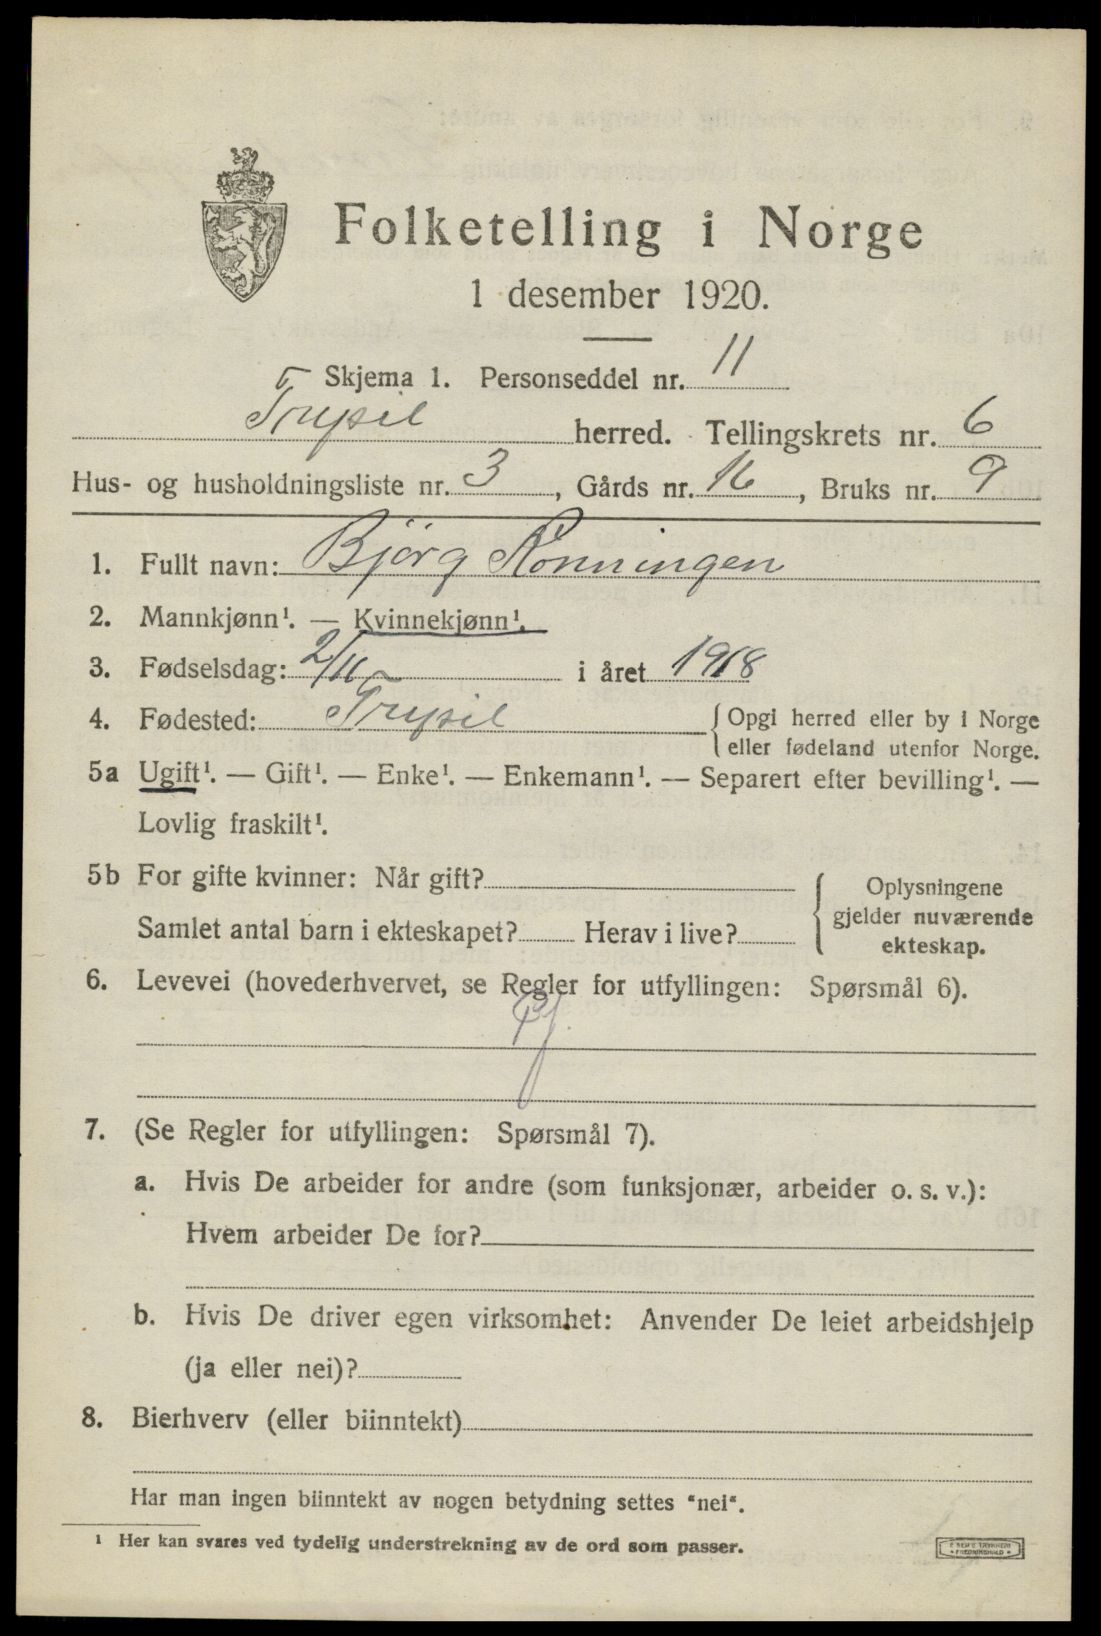 Folketelling i Norge
1 desember 1920.
Skjema 1. Personseddel nr. 11
Trysil herred. Tellingskrets nr. 6
Hus- og husholdningsliste nr. 3, Gårds nr. 16, Bruks nr. 9
1. Fullt navn: Bjørg Rønningen
2. Mannkjønn¹. — Kvinnekjønn¹.
3. Fødselsdag: 2/11 i året 1918
4. Fødested: Trysil { Opgi herred eller by i Norge
eller fødeland utenfor Norge.
5a Ugift¹. — Gift¹. — Enke¹. — Enkemann¹. — Separert efter bevilling¹. —
Lovlig fraskilt¹.
5b For gifte kvinner: Når gift? { Oplysningene
gjelder nuværende
ekteskap.
Samlet antal barn i ekteskapet? Herav i live?
6. Levevei (hovederhvervet, se Regler for utfyllingen: Spørsmål 6).
7. (Se Regler for utfyllingen: Spørsmål 7).
a. Hvis De arbeider for andre (som funksjonær, arbeider o. s. v.):
Hvem arbeider De for?
b. Hvis De driver egen virksomhet: Anvender De leiet arbeidshjelp
(ja eller nei)?
8. Bierhverv (eller biinntekt)
Har man ingen biinntekt av nogen betydning settes "nei".
¹ Her kan svares ved tydelig understrekning av de ord som passer.